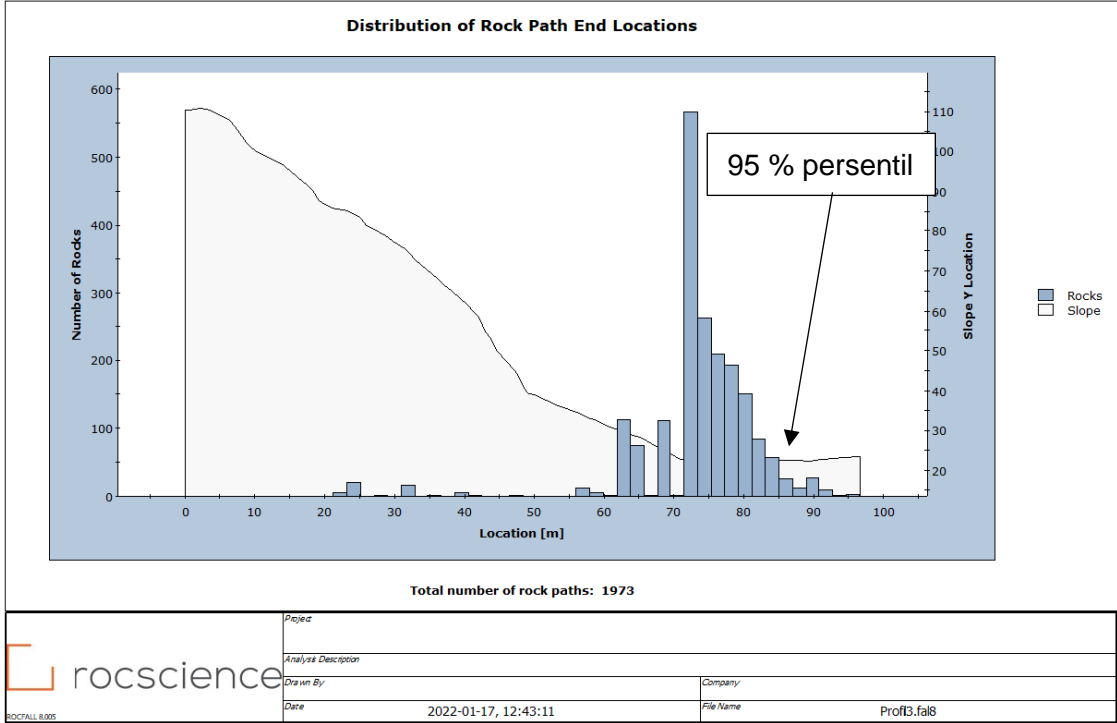 Distribution of Rock Path End Locations
600
500
400
300
200
100
0
Number of Rocks
95 % persentil
110
100
90
80
70
60
50
40
30
20
Slope Y Location
Rocks
Slope
0 10 20 30 40 50 60 70 80 90 100
Location [m]
Total number of rock paths: 1973
rocscience
ROCFALL 8.005
Project
Analysis Description
Drawn By
Company
Date
2022-01-17, 12:43:11
File Name
Profil3.fal8